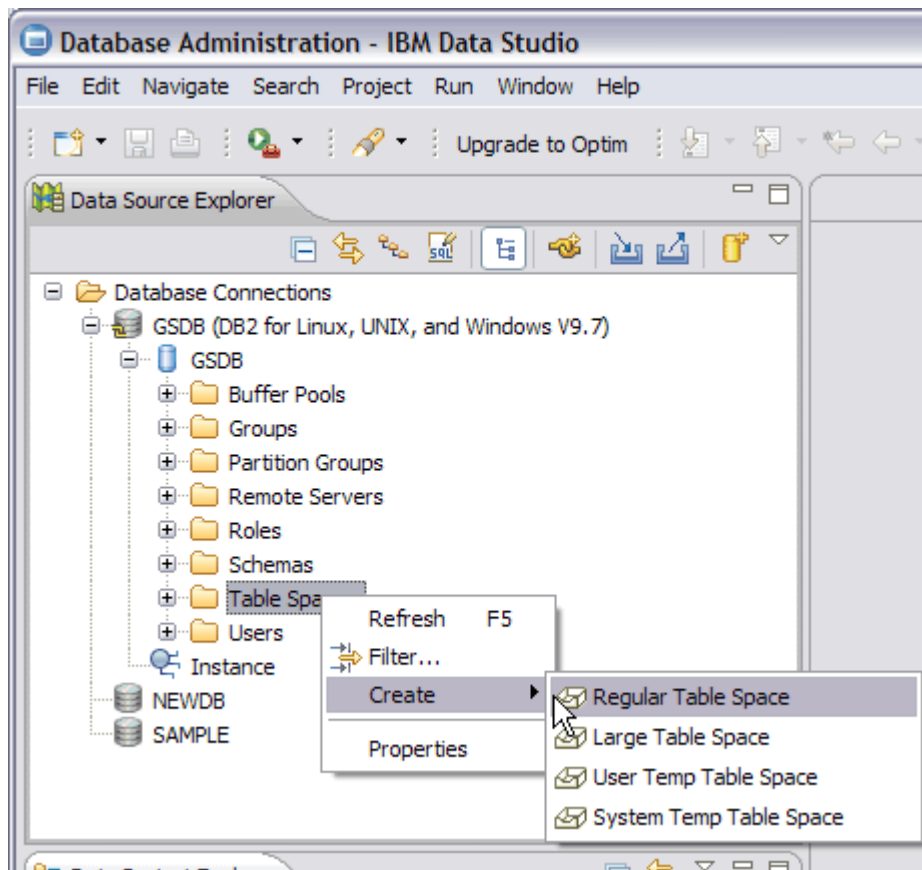 Database Administration - IBM Data Studio
File Edit Navigate Search Project Run Window Help
Upgrade to Optim
Data Source Explorer
SQL
Database Connections
GSDB (DB2 for Linux, UNIX, and Windows V9.7)
GSDB
Buffer Pools
Groups
Partition Groups
Remote Servers
Roles
Schemas
Table Spa
Users
Instance
NEWDB
SAMPLE
Refresh F5
Filter...
Create
Properties
Regular Table Space
Large Table Space
User Temp Table Space
System Temp Table Space